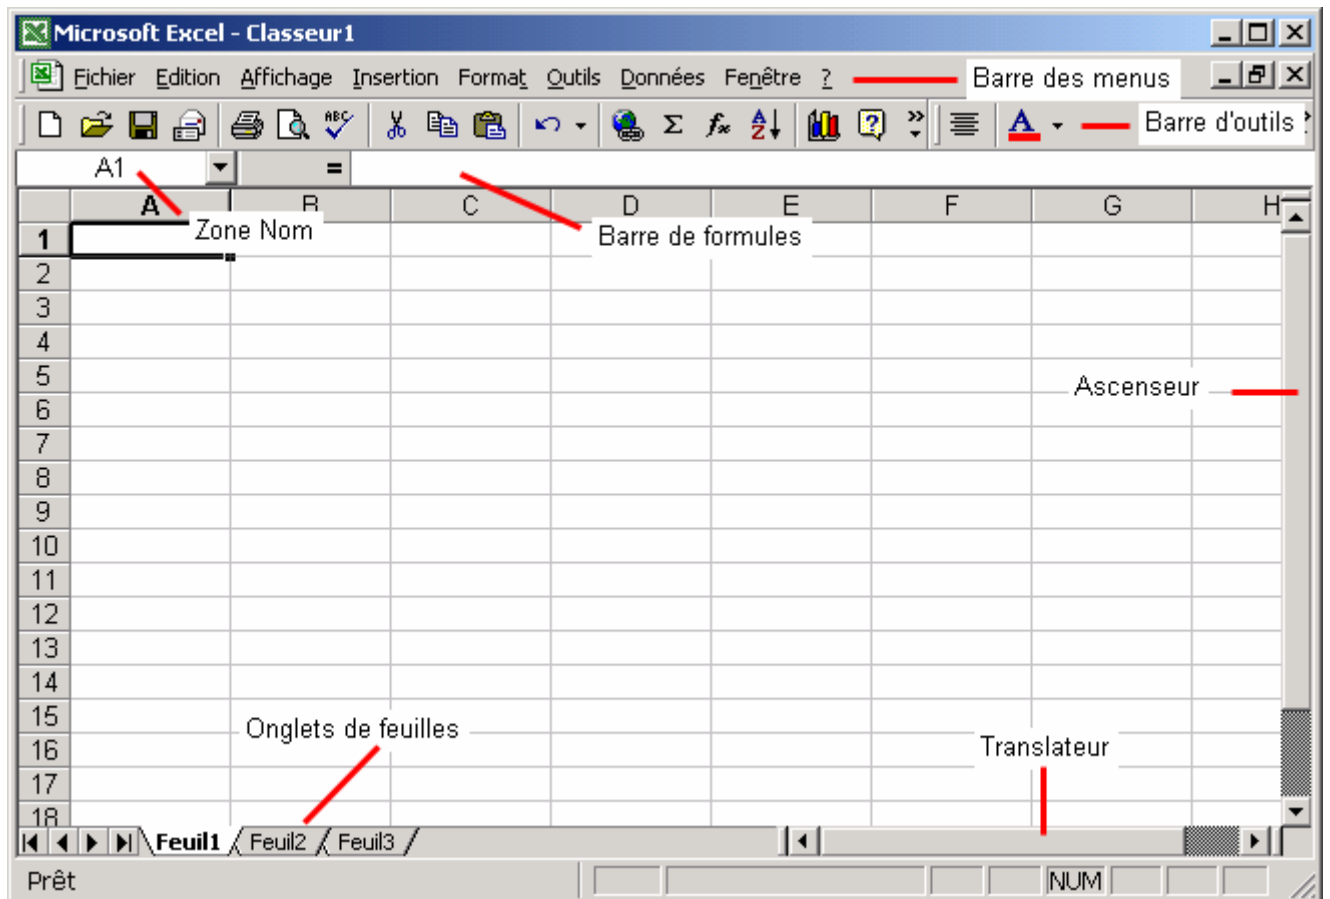 Microsoft Excel - Classeur1
Fichier Edition Affichage Insertion Format Outils Données Fenêtre ? Barre des menus
ABC Σ fx A Z ? » A Barre d'outils
A1 =
A B C D E F G H
Zone Nom Barre de formules
1
2
3
4
5
Ascenseur
6
7
8
9
10
11
12
13
14
15
Onglets de feuilles
16 Translateur
17
18
Feuil1 Feuil2 Feuil3
Prêt NUM